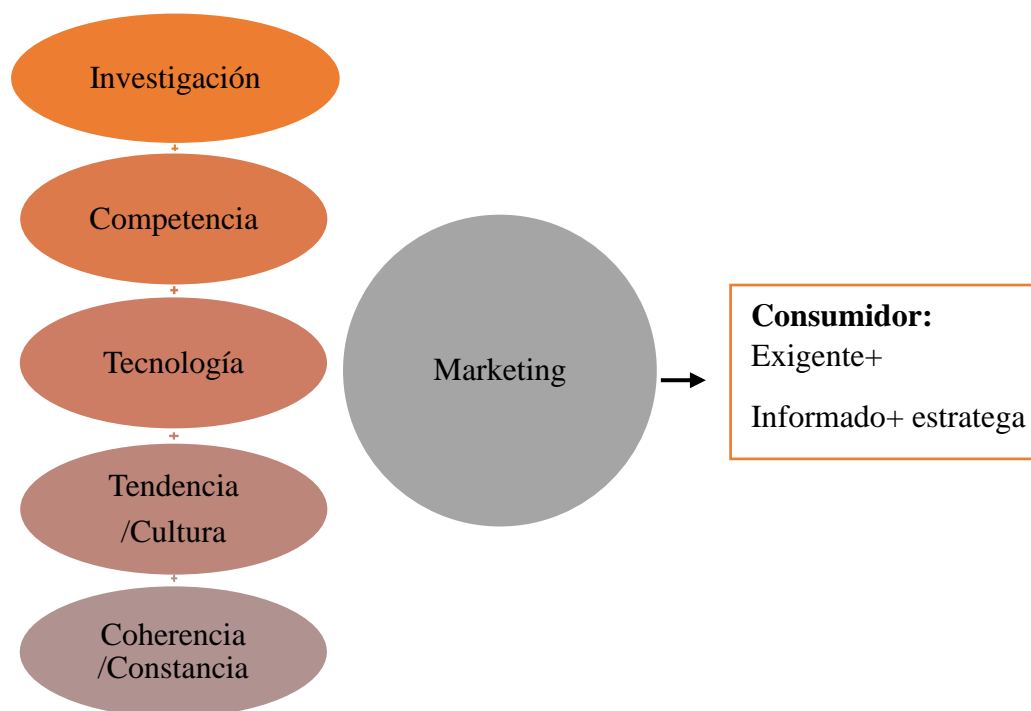 Investigación
+
Competencia
+
Tecnología
+
Tendencia
/Cultura
+
Coherencia
/Constancia
Marketing
Consumidor:
Exigente+
Informado+ estratega